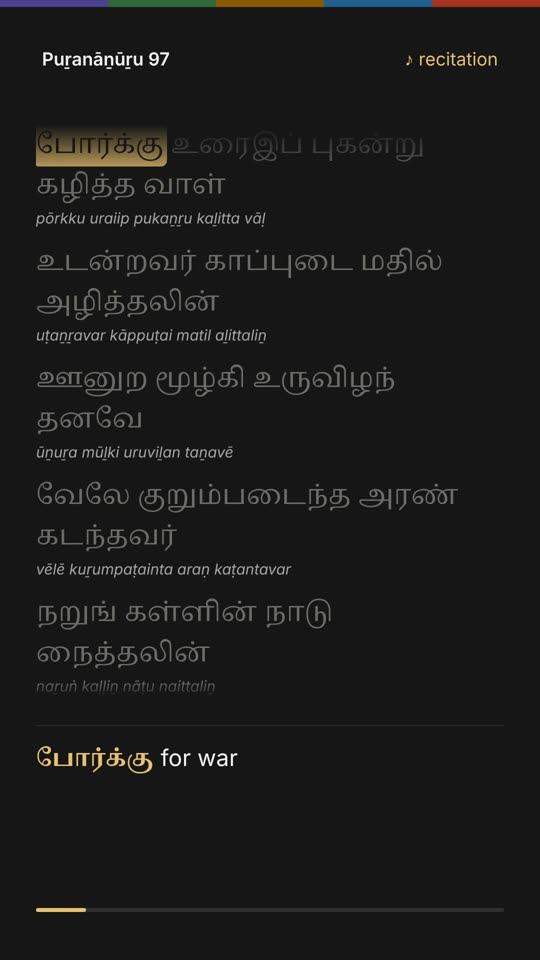 Puṟanāṉūṟu 97
♪ recitation
போர்க்கு உரைஇப் புகன்று
கழித்த வாள்
pōrkku uraiip pukaṉṟu kaḻitta vāḷ
உடன்றவர் காப்புடை மதில்
அழித்தலின்
uṭaṉṟavar kāppuṭai matil aḻittaliṉ
ஊனுற மூழ்கி உருவிழந்
தனவே
ūṉuṟa mūḻki uruviḻan taṉavē
வேலே குறும்படைந்த அரண்
கடந்தவர்
vēlē kuṟumpaṭainta araṇ kaṭantavar
நறுங் கள்ளின் நாடு
நைத்தலின்
naṟuṅ kaḷḷiṉ nāṭu naittaliṉ
போர்க்கு for war